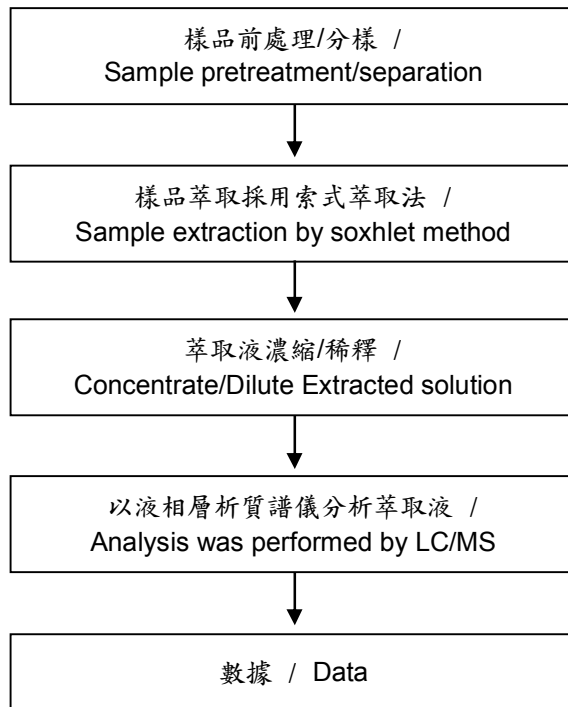 樣品前處理/分樣 /
Sample pretreatment/separation
樣品萃取採用索式萃取法 /
Sample extraction by soxhlet method
萃取液濃縮/稀釋 /
Concentrate/Dilute Extracted solution
以液相層析質譜儀分析萃取液 /
Analysis was performed by LC/MS
數據 / Data